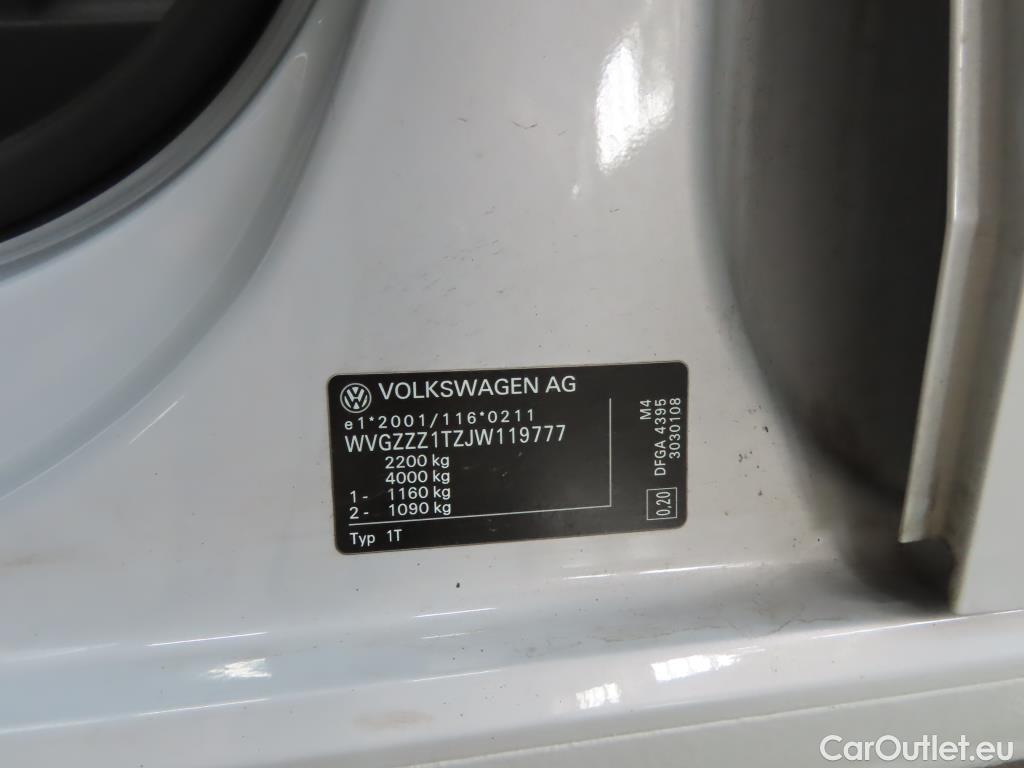 VOLKSWAGEN AG
e1*2001/116*0211
WVGZZZ1TZJW119777
2200 kg
4000 kg
1- 1160 kg
2- 1090 kg
Typ 1T
M4
DFGA 4395
3030108
0,20
CarOutlet.eu